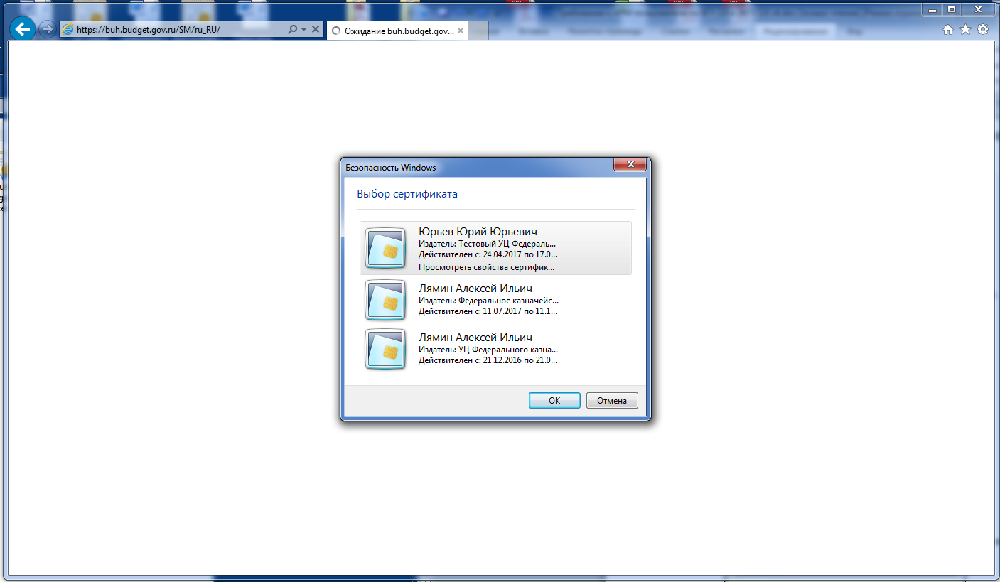 https://buh.budget.gov.ru/SM/ru_RU/
Ожидание buh.budget.gov...
Безопасность Windows
Выбор сертификата
Юрьев Юрий Юрьевич
Издатель: Тестовый УЦ Федераль...
Действителен с: 24.04.2017 по 17.0...
Просмотреть свойства сертифик...
Лямин Алексей Ильич
Издатель: Федеральное казначейс...
Действителен с: 11.07.2017 по 11.1...
Лямин Алексей Ильич
Издатель: УЦ Федерального казна...
Действителен с: 21.12.2016 по 21.0...
ОК
Отмена